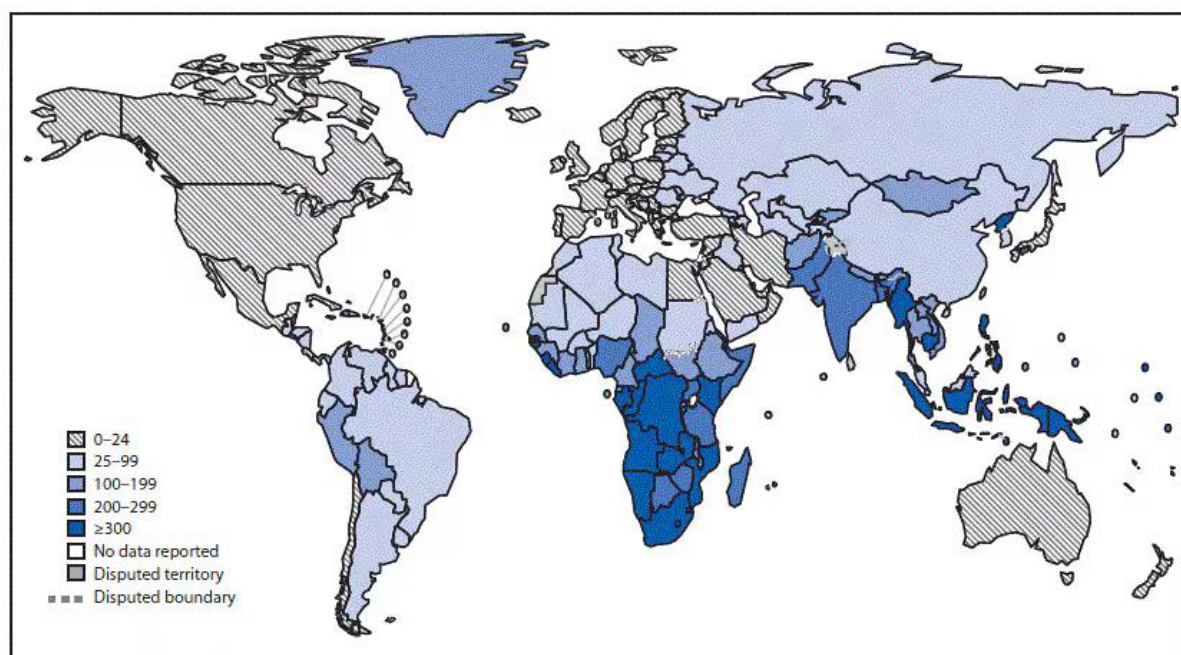 0–24
25–99
100–199
200–299
≥300
No data reported
Disputed territory
Disputed boundary